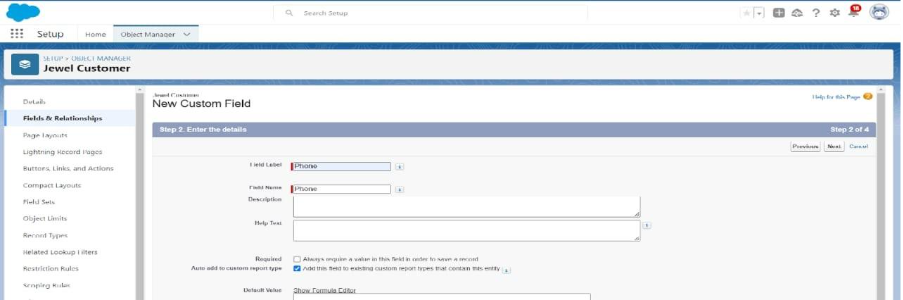 Search Setup
18
Setup
Home
Object Manager
SETUP > OBJECT MANAGER
Jewel Customer
Details
Fields & Relationships
Page Layouts
Lightning Record Pages
Buttons, Links, and Actions
Compact Layouts
Field Sets
Object Limits
Record Types
Related Lookup Filters
Restriction Rules
Scoping Rules
Jewel Customer
New Custom Field
Help for this Page
Step 2. Enter the details
Step 2 of 4
Previous
Next
Cancel
Field Label
Phone
i
Field Name
Phone
i
Description
Help Text
i
Required
Always require a value in this field in order to save a record
Auto add to custom report type
Add this field to existing custom report types that contain this entity
i
Default Value
Show Formula Editor